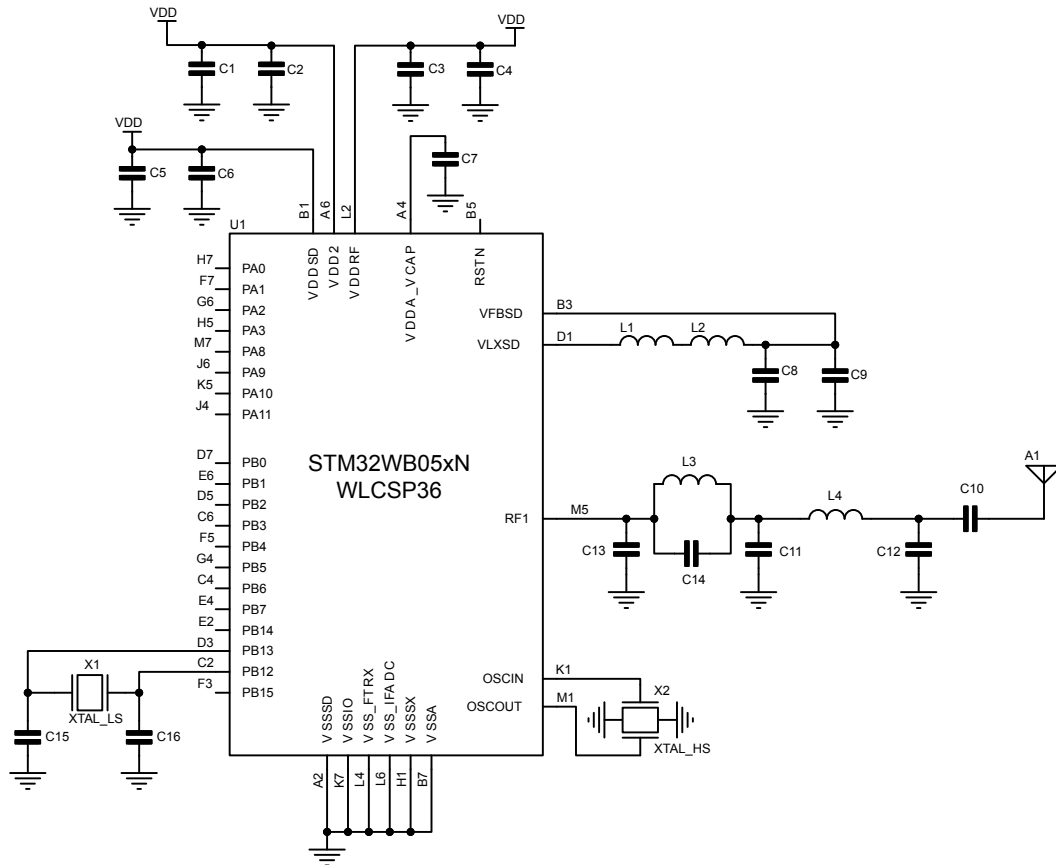 VDD
VDD
C1
C2
C3
C4
VDD
C5
C6
C7
B1
A6
L2
A4
B5
U1
VDDSD
VDD2
VDDRF
VDDA_VCAP
RSTN
H7 PA0
F7 PA1
G6 PA2
H5 PA3
M7 PA8
J6 PA9
K5 PA10
J4 PA11
D7 PB0
E6 PB1
D5 PB2
C6 PB3
F5 PB4
G4 PB5
C4 PB6
E4 PB7
E2 PB14
D3 PB13
C2 PB12
F3 PB15
STM32WB05xN
WLCSP36
VFBSD B3
VLXSD D1
L1
L2
C8
C9
RF1 M5
L3
C13
C14
C11
L4
C12
C10
A1
OSCIN K1
OSCOUT M1
X2
XTAL_HS
X1
XTAL_LS
C15
C16
VSSSD
VSSIO
VSS_FTRX
VSS_IFADC
VSSSX
VSSA
A2
K7
L4
L6
H1
B7